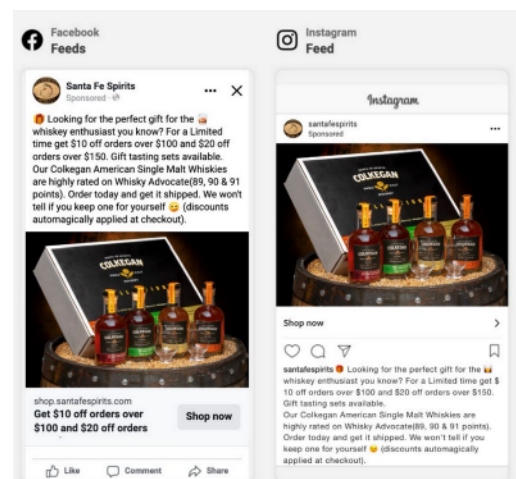 Facebook
Feeds
Santa Fe Spirits
Sponsored ·
🎁 Looking for the perfect gift for the 🥃
whiskey enthusiast you know? For a Limited
time get $10 off orders over $100 and $20 off
orders over $150. Gift tasting sets available.
Our Colkegan American Single Malt Whiskies
are highly rated on Whisky Advocate(89, 90 & 91
points). Order today and get it shipped. We won't
tell if you keep one for yourself 😉 (discounts
automagically applied at checkout).
COLKEGAN
shop.santafespirits.com
Get $10 off orders over
$100 and $20 off orders
Shop now
Like
Comment
Share
Instagram
Feed
Instagram
santafespirits
Sponsored
COLKEGAN
Shop now
santafespirits 🎁 Looking for the perfect gift for the 🥃
whiskey enthusiast you know? For a Limited time get $
10 off orders over $100 and $20 off orders over $150.
Gift tasting sets available.
Our Colkegan American Single Malt Whiskies are
highly rated on Whisky Advocate(89, 90 & 91 points).
Order today and get it shipped. We won't tell if you
keep one for yourself 😉 (discounts automagically
applied at checkout).